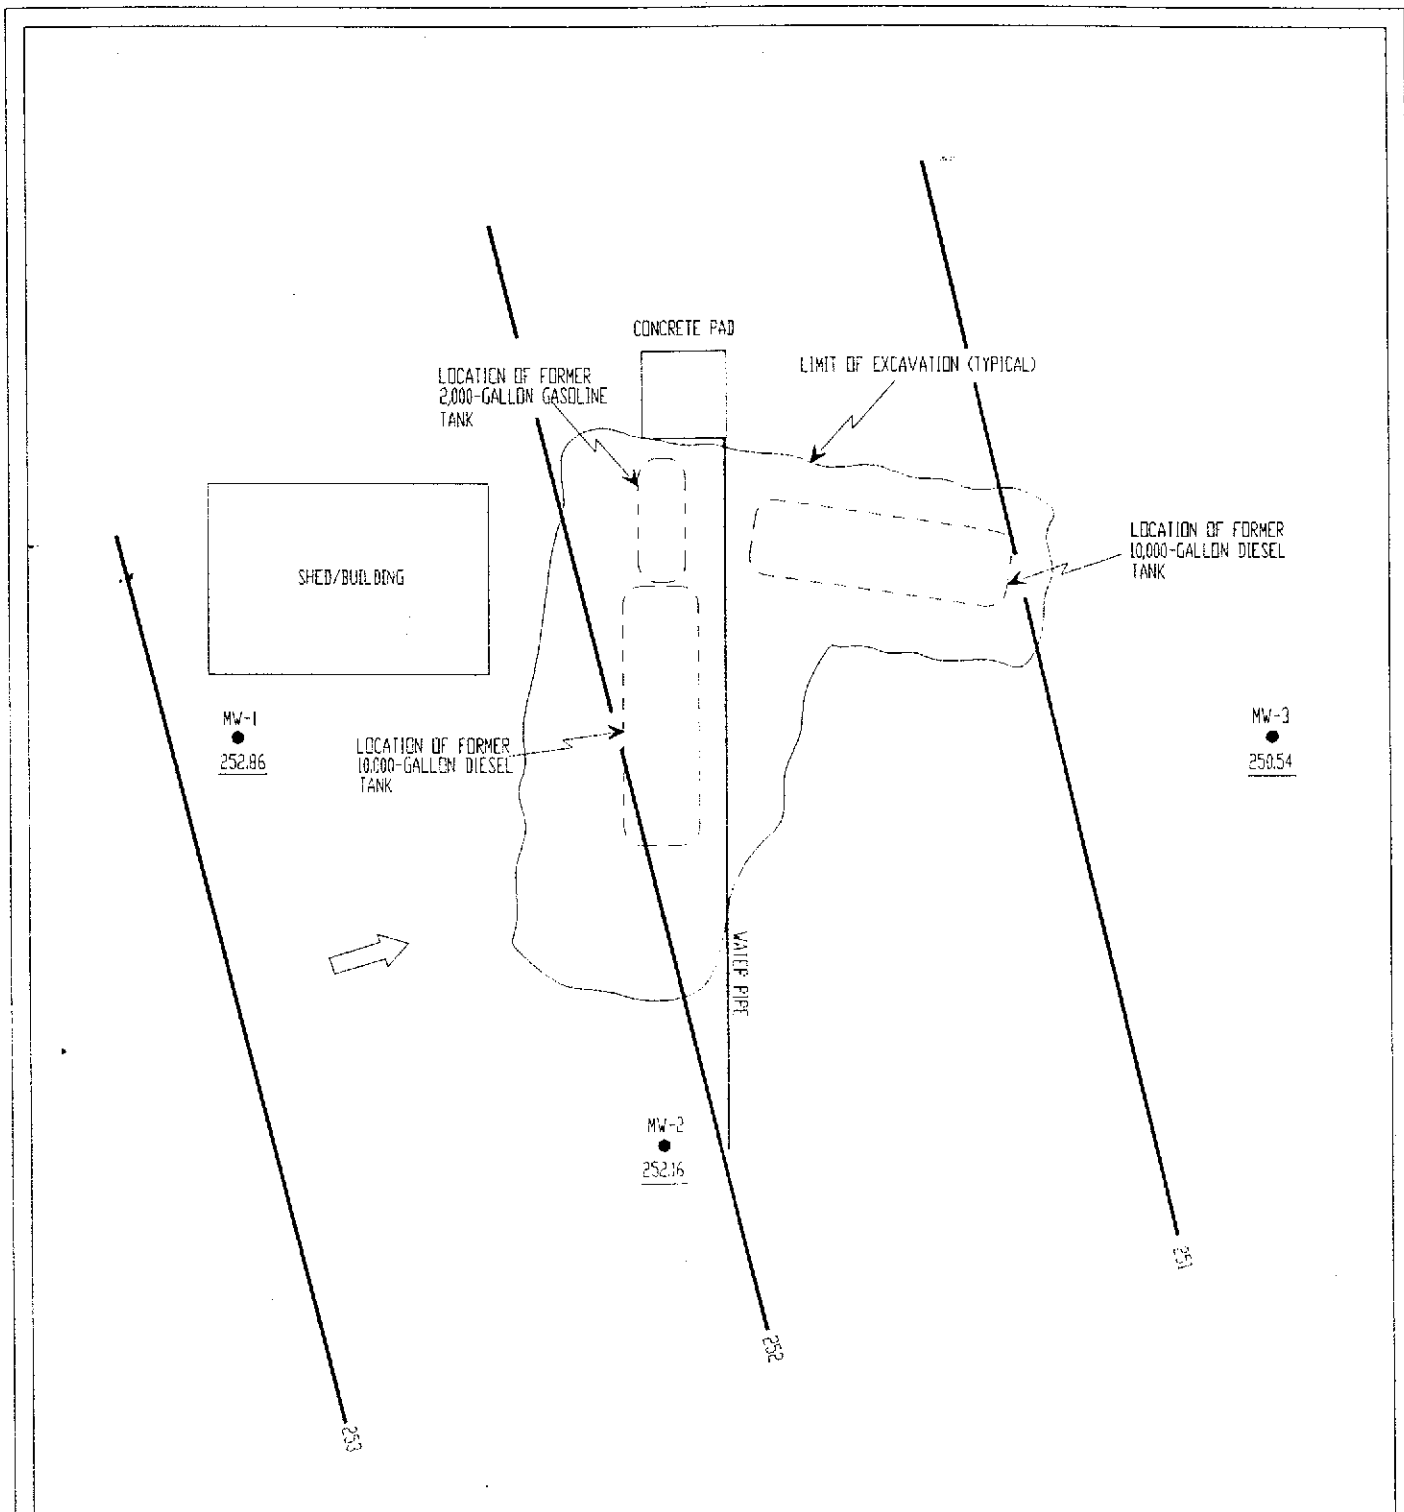 CONCRETE PAD
LIMIT OF EXCAVATION (TYPICAL)
LOCATION OF FORMER
2,000-GALLON GASOLINE
TANK
LOCATION OF FORMER
10,000-GALLON DIESEL
TANK
SHED/BUILDING
MW-1
252.86
LOCATION OF FORMER
10,000-GALLON DIESEL
TANK
MW-3
250.54
WATER PIPE
MW-2
252.16
251
252
253